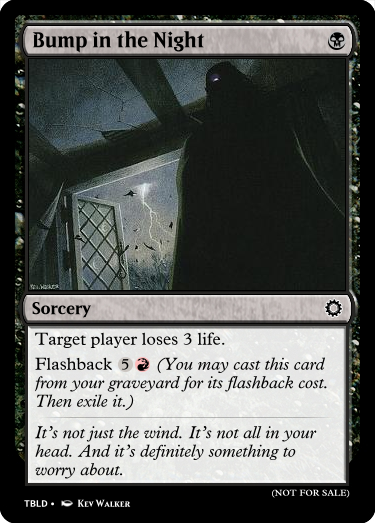 Bump in the Night
KEV WALKER
Sorcery
Target player loses 3 life.
Flashback 5 (You may cast this card
from your graveyard for its flashback cost.
Then exile it.)
It's not just the wind. It's not all in your
head. And it's definitely something to
worry about.
(NOT FOR SALE)
TBLD • Kev Walker